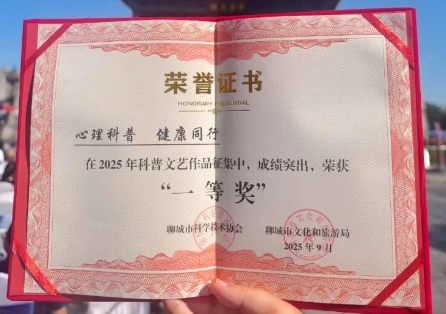 荣誉证书
HONORARY CREDENTIAL
心理科普 健康同行
在2025年科普文艺作品征集中，成绩突出，荣获
“一等奖”
聊城市科学技术协会 聊城市文化和旅游局
2025年9月